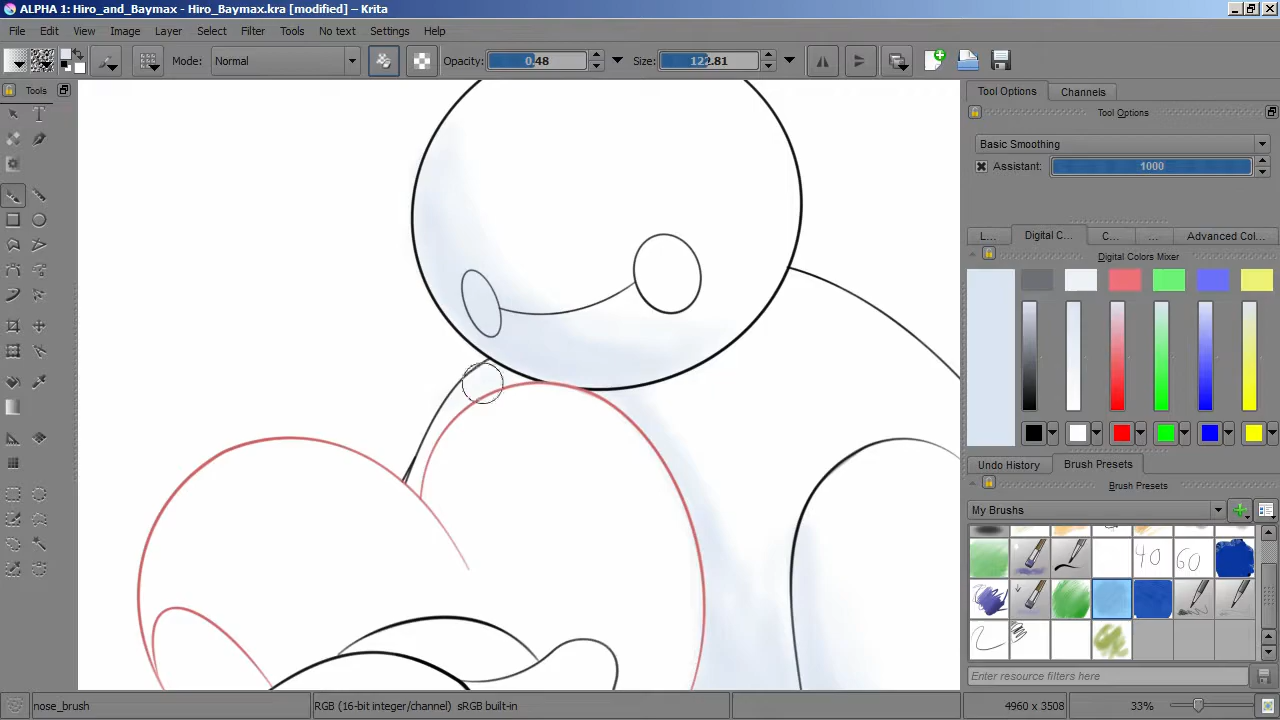 ALPHA 1: Hiro_and_Baymax - Hiro_Baymax.kra [modified] – Krita
File Edit View Image Layer Select Filter Tools No text Settings Help
Mode: Normal Opacity: 0.48 Size: 122.81
Tools
Tool Options Channels
Tool Options
Basic Smoothing
Assistant: 1000
L... Digital C... C... ... Advanced Col...
Digital Colors Mixer
Undo History Brush Presets
Brush Presets
My Brushs
40 60
Enter resource filters here
nose_brush RGB (16-bit integer/channel) sRGB built-in 4960 x 3508 33%